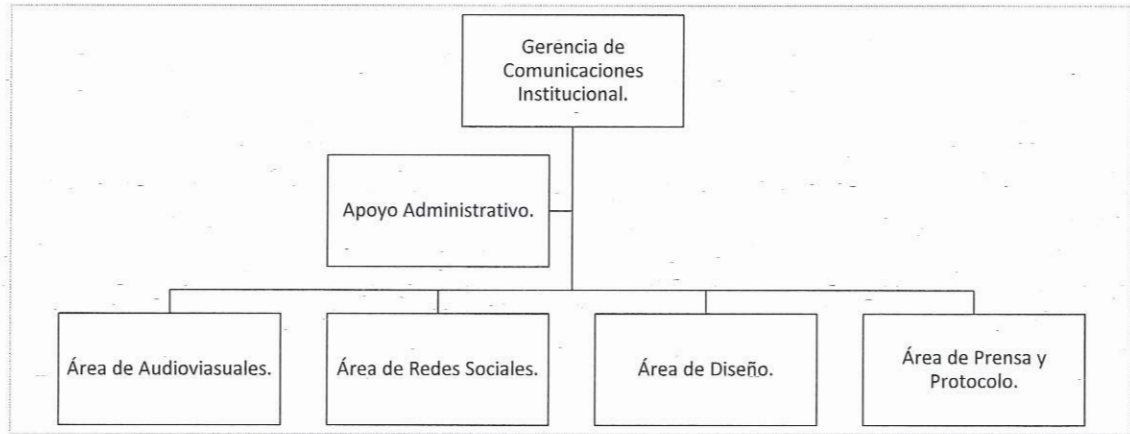 Gerencia de
Comunicaciones
Institucional.
Apoyo Administrativo.
Área de Audioviasuales.
Área de Redes Sociales.
Área de Diseño.
Área de Prensa y
Protocolo.